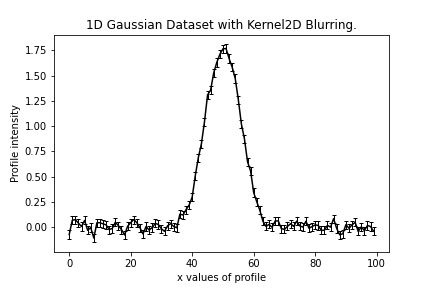 1D Gaussian Dataset with Kernel2D Blurring.
1.75
1.50
1.25
1.00
0.75
0.50
0.25
0.00
Profile intensity
0 20 40 60 80 100
x values of profile